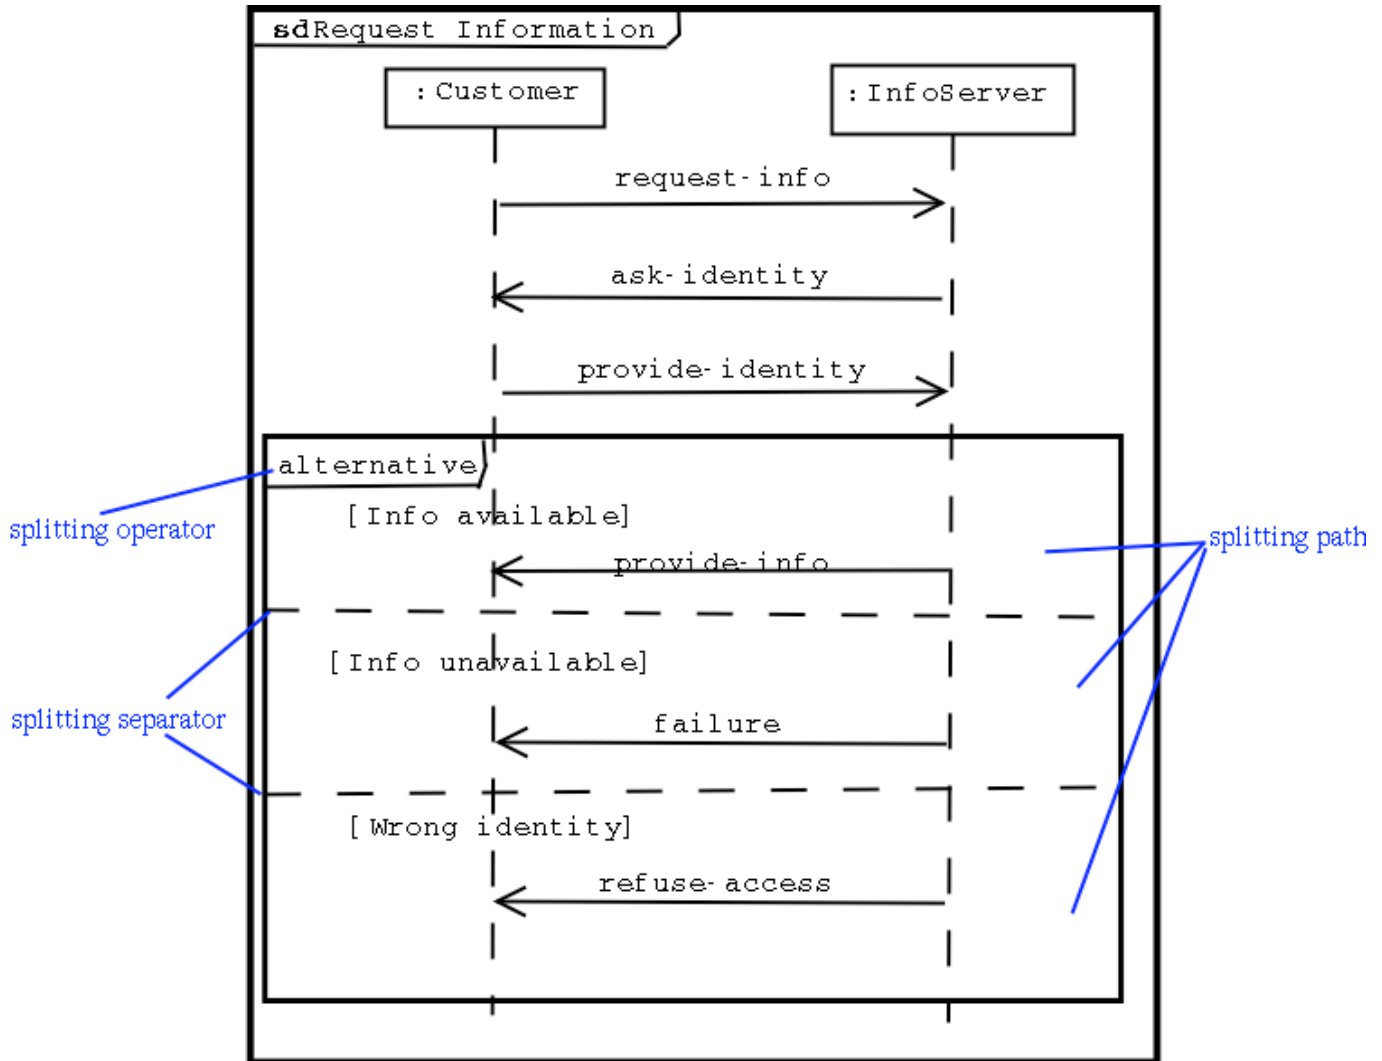 sdRequest Information
:Customer
:InfoServer
request-info
ask-identity
provide-identity
alternative
[Info available]
splitting operator
splitting path
provide-info
[Info unavailable]
splitting separator
failure
[Wrong identity]
refuse-access